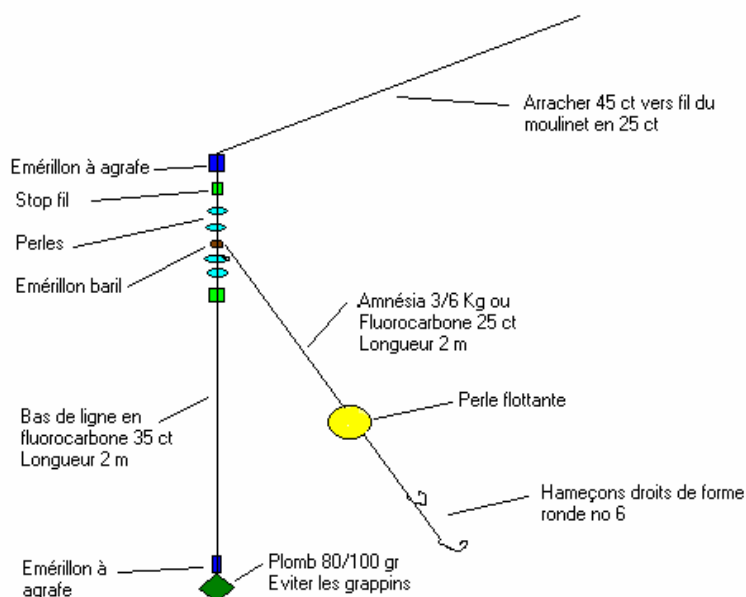 Arracher 45 ct vers fil du
moulinet en 25 ct
Emérillon à agrafe
Stop fil
Perles
Emérillon baril
Amnésia 3/6 Kg ou
Fluorocarbone 25 ct
Longueur 2 m
Perle flottante
Bas de ligne en
fluorocarbone 35 ct
Longueur 2 m
Hameçons droits de forme
ronde no 6
Emérillon à
agrafe
Plomb 80/100 gr
Eviter les grappins